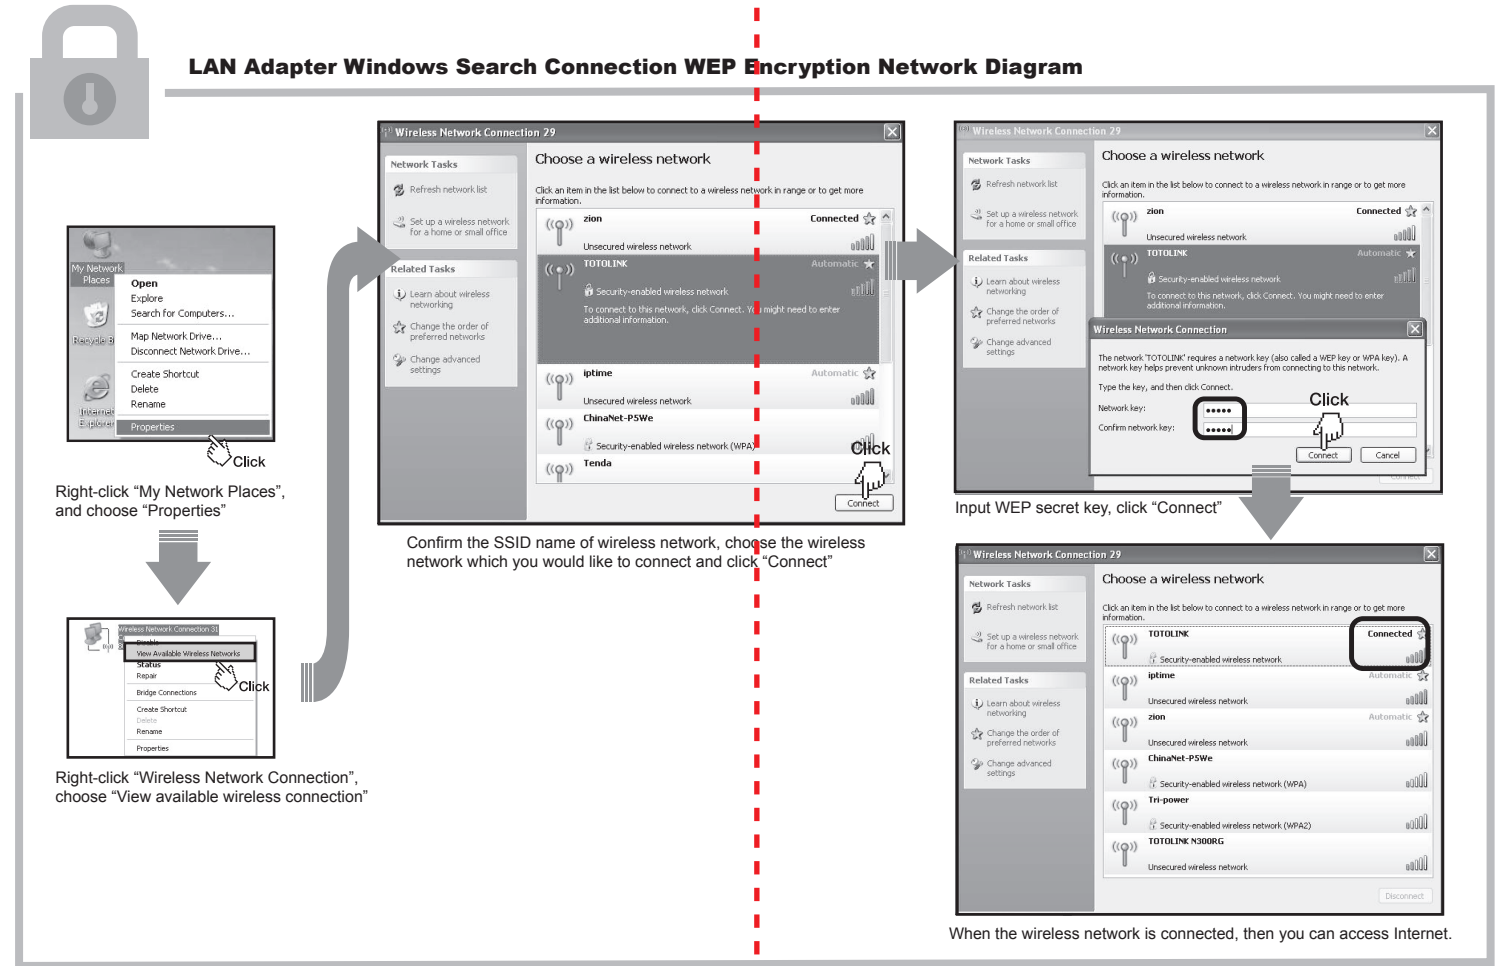 LAN Adapter Windows Search Connection WEP Encryption Network Diagram
My Network
Places
Recycle B
Internet
Explorer
Open
Explore
Search for Computers...
Map Network Drive...
Disconnect Network Drive...
Create Shortcut
Delete
Rename
Properties
Click
Right-click “My Network Places”,
and choose “Properties”
Wireless Network Connection 31
Disable
View Available Wireless Networks
Status
Repair
Click
Bridge Connections
Create Shortcut
Delete
Rename
Properties
Right-click “Wireless Network Connection”,
choose “View available wireless connection”
Wireless Network Connection 29
Network Tasks
Refresh network list
Set up a wireless network
for a home or small office
Related Tasks
Learn about wireless
networking
Change the order of
preferred networks
Change advanced
settings
Choose a wireless network
Click an item in the list below to connect to a wireless network in range or to get more
information.
zion Connected
Unsecured wireless network
TOTOLINK Automatic
Security-enabled wireless network
To connect to this network, click Connect. You might need to enter
additional information.
iptime Automatic
Unsecured wireless network
ChinaNet-P5We
Security-enabled wireless network (WPA)
Click
Tenda
Connect
Confirm the SSID name of wireless network, choose the wireless
network which you would like to connect and click “Connect”
Wireless Network Connection 29
Network Tasks
Refresh network list
Set up a wireless network
for a home or small office
Related Tasks
Learn about wireless
networking
Change the order of
preferred networks
Change advanced
settings
Choose a wireless network
Click an item in the list below to connect to a wireless network in range or to get more
information.
zion Connected
Unsecured wireless network
TOTOLINK Automatic
Security-enabled wireless network
To connect to this network, click Connect. You might need to enter
additional information.
Wireless Network Connection
The network 'TOTOLINK' requires a network key (also called a WEP key or WPA key). A
network key helps prevent unknown intruders from connecting to this network.
Type the key, and then click Connect.
Click
Network key: •••••
Confirm network key: •••••
Connect Cancel
Connect
Input WEP secret key, click “Connect”
Wireless Network Connection 29
Network Tasks
Refresh network list
Set up a wireless network
for a home or small office
Related Tasks
Learn about wireless
networking
Change the order of
preferred networks
Change advanced
settings
Choose a wireless network
Click an item in the list below to connect to a wireless network in range or to get more
information.
TOTOLINK Connected
Security-enabled wireless network
iptime Automatic
Unsecured wireless network
zion Automatic
Unsecured wireless network
ChinaNet-P5We
Security-enabled wireless network (WPA)
Tri-power
Security-enabled wireless network (WPA2)
TOTOLINK N300RG
Unsecured wireless network
Disconnect
When the wireless network is connected, then you can access Internet.